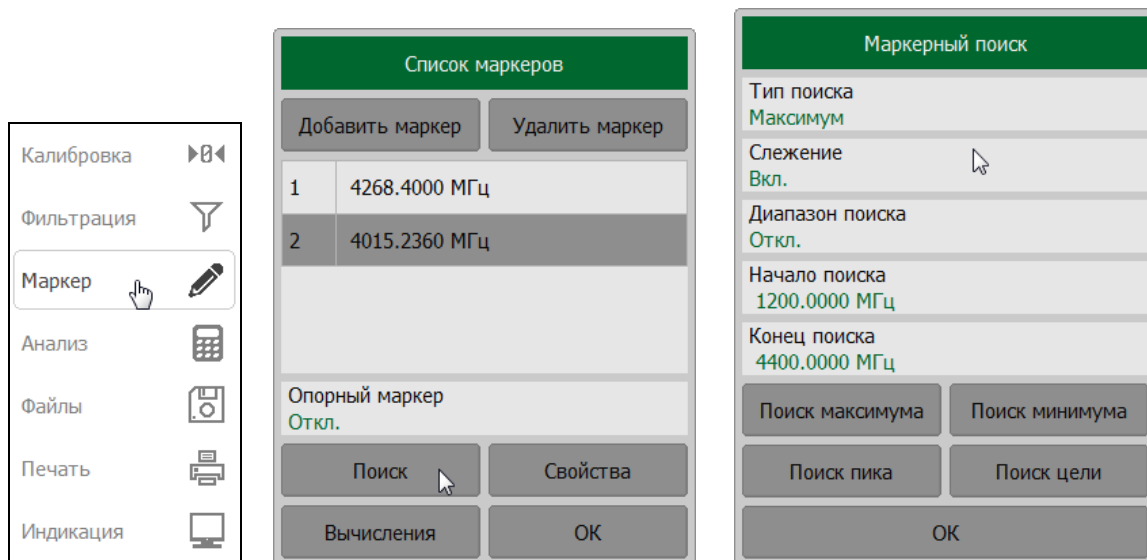 Калибровка
Фильтрация
Маркер
Анализ
Файлы
Печать
Индикация
Список маркеров
Добавить маркер Удалить маркер
1 4268.4000 МГц
2 4015.2360 МГц
Опорный маркер
Откл.
Поиск Свойства
Вычисления ОК
Маркерный поиск
Тип поиска
Максимум
Слежение
Вкл.
Диапазон поиска
Откл.
Начало поиска
1200.0000 МГц
Конец поиска
4400.0000 МГц
Поиск максимума Поиск минимума
Поиск пика Поиск цели
ОК